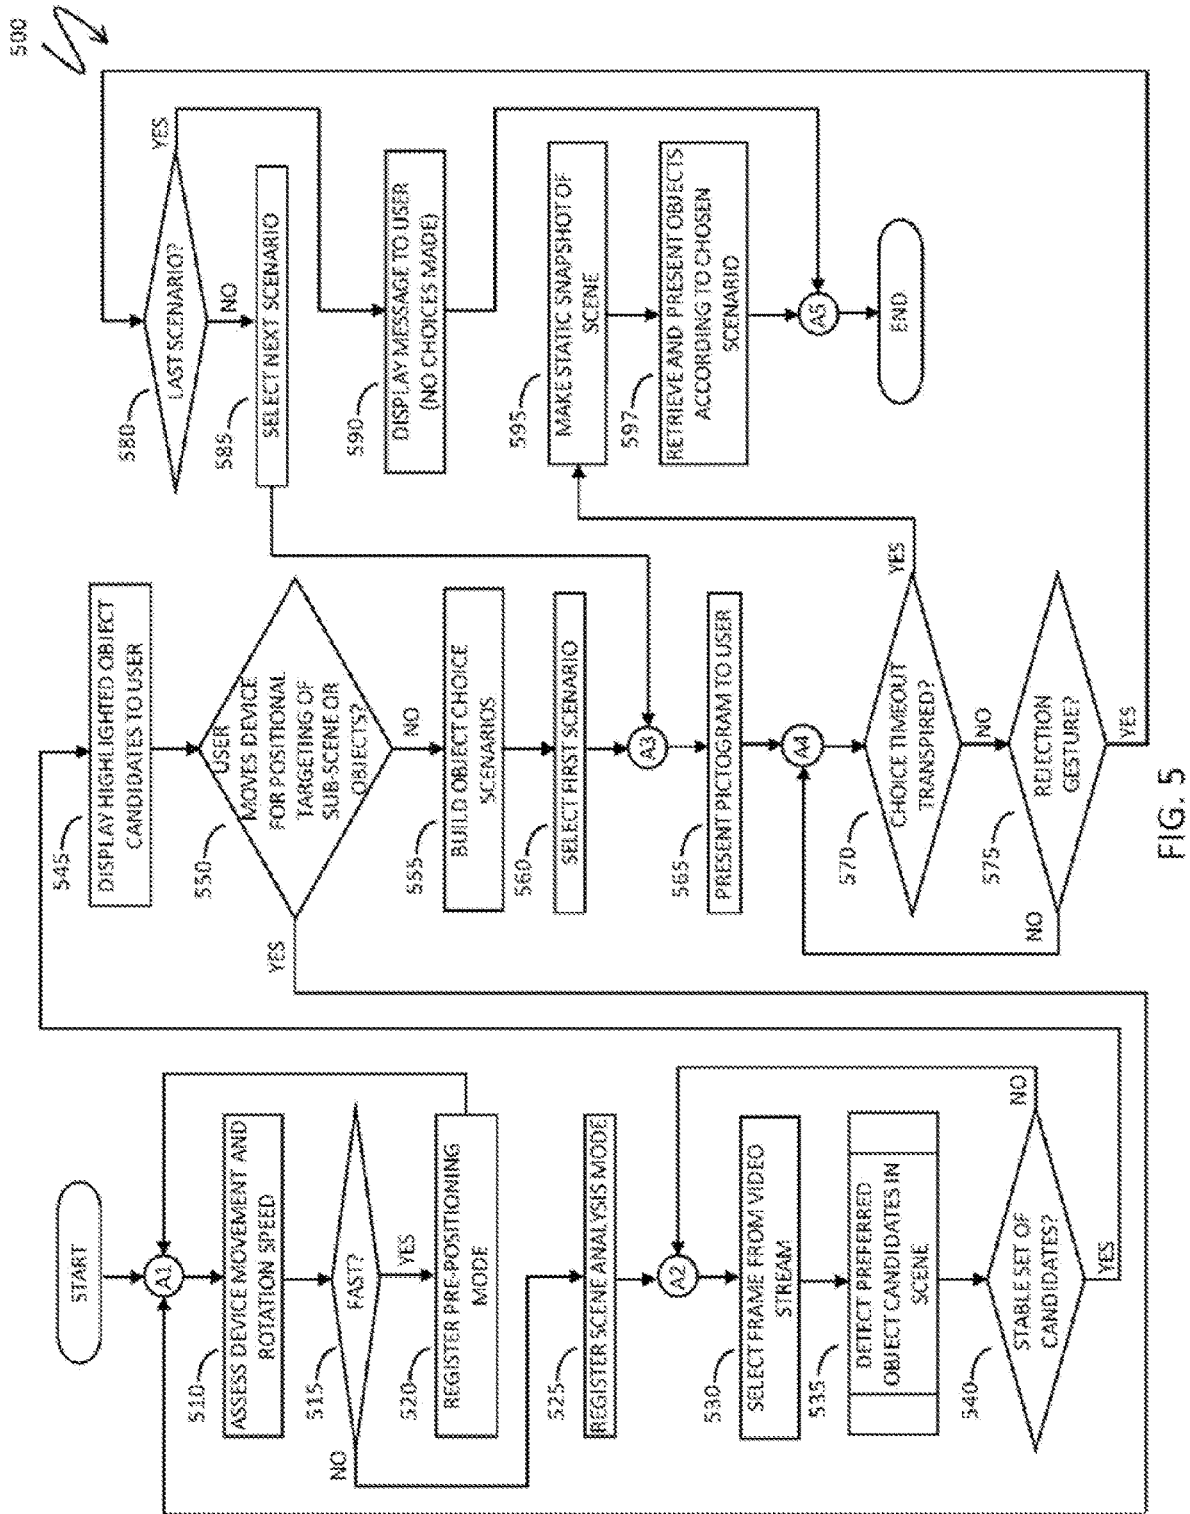 500
START
A1
510
ASSESS DEVICE MOVEMENT AND
ROTATION SPEED
515
FAST?
YES
NO
520
REGISTER PRE-POSITIONING
MODE
525
REGISTER SCENE ANALYSIS MODE
A2
530
SELECT FRAME FROM VIDEO
STREAM
535
DETECT PREFERRED
OBJECT CANDIDATES IN
SCENE
540
STABLE SET OF
CANDIDATES?
NO
YES
545
DISPLAY HIGHLIGHTED OBJECT
CANDIDATES TO USER
550
USER
MOVES DEVICE
FOR POSITIONAL
TARGETING OF
SUB-SCENE OR
OBJECTS?
YES
NO
555
BUILD OBJECT CHOICE
SCENARIOS
560
SELECT FIRST SCENARIO
A3
565
PRESENT PICTOGRAM TO USER
A4
570
CHOICE TIMEOUT
TRANSPIRED?
YES
NO
575
REJECTION
GESTURE?
NO
YES
580
LAST SCENARIO?
YES
NO
585
SELECT NEXT SCENARIO
590
DISPLAY MESSAGE TO USER
(NO CHOICES MADE)
595
MAKE STATIC SNAPSHOT OF
SCENE
597
RETRIEVE AND PRESENT OBJECTS
ACCORDING TO CHOSEN
SCENARIO
A5
END
FIG. 5